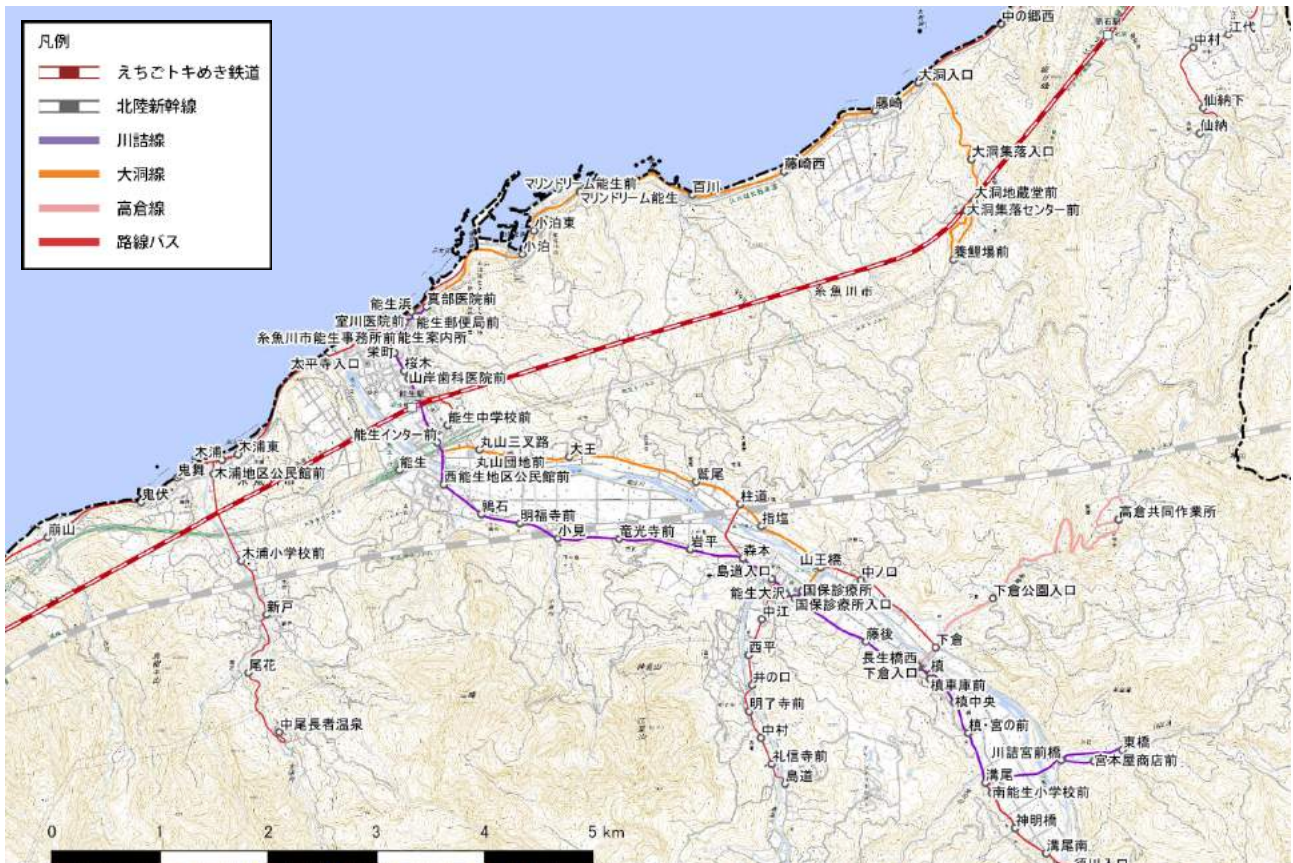 凡例
えちごトキめき鉄道
北陸新幹線
川詰線
大洞線
高倉線
路線バス
中の郷西
中村
江代
仙納下
仙納
大洞入口
藤崎
大洞集落入口
藤崎西
百川
マリンドリーム能生前
マリンドリーム能生
大洞地蔵堂前
大洞集落センター前
養鯉場前
小泊東
小泊
糸魚川市
能生浜
真部医院前
室川医院前
能生郵便局前
糸魚川市能生事務所前
能生案内所
栄町
太平寺入口
桜木
山岸歯科医院前
能生中学校前
能生インター前
丸山三叉路
大王
丸山団地前
能生
西能生地区公民館前
木浦
木浦東
鬼舞
木浦地区公民館前
鬼伏
崩山
鷲尾
柱道
指塩
鶉石
明福寺前
小見
竜光寺前
岩平
森本
山王橋
中ノ口
島道入口
能生大沢
国保診療所
国保診療所入口
高倉共同作業所
下倉公園入口
木浦小学校前
新戸
尾花
中尾長者温泉
中江
西平
井の口
明了寺前
中村
礼信寺前
島道
藤後
下倉
長生橋西
下倉入口
槙
槙車庫前
槙中央
槙・宮の前
川詰宮前橋
東橋
宮本屋商店前
溝尾
南能生小学校前
神明橋
溝尾南
須川入口
0 1 2 3 4 5 km